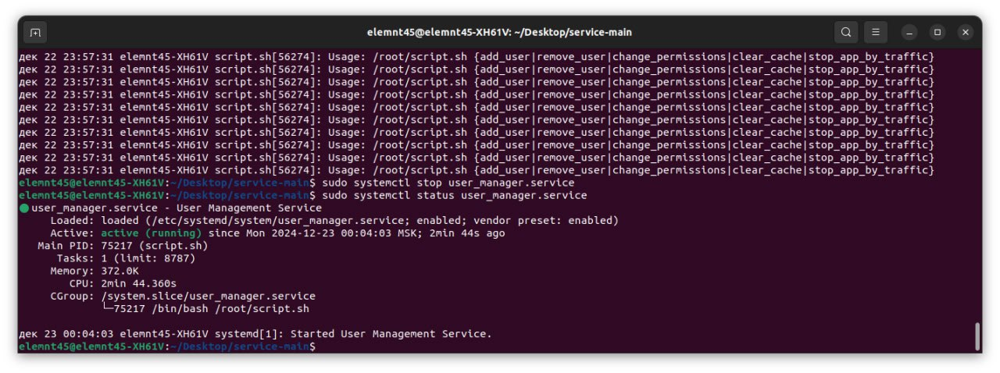 elemnt45@elemnt45-XH61V: ~/Desktop/service-main
дек 22 23:57:31 elemnt45-XH61V script.sh[56274]: Usage: /root/script.sh {add_user|remove_user|change_permissions|clear_cache|stop_app_by_traffic}
дек 22 23:57:31 elemnt45-XH61V script.sh[56274]: Usage: /root/script.sh {add_user|remove_user|change_permissions|clear_cache|stop_app_by_traffic}
дек 22 23:57:31 elemnt45-XH61V script.sh[56274]: Usage: /root/script.sh {add_user|remove_user|change_permissions|clear_cache|stop_app_by_traffic}
дек 22 23:57:31 elemnt45-XH61V script.sh[56274]: Usage: /root/script.sh {add_user|remove_user|change_permissions|clear_cache|stop_app_by_traffic}
дек 22 23:57:31 elemnt45-XH61V script.sh[56274]: Usage: /root/script.sh {add_user|remove_user|change_permissions|clear_cache|stop_app_by_traffic}
дек 22 23:57:31 elemnt45-XH61V script.sh[56274]: Usage: /root/script.sh {add_user|remove_user|change_permissions|clear_cache|stop_app_by_traffic}
дек 22 23:57:31 elemnt45-XH61V script.sh[56274]: Usage: /root/script.sh {add_user|remove_user|change_permissions|clear_cache|stop_app_by_traffic}
дек 22 23:57:31 elemnt45-XH61V script.sh[56274]: Usage: /root/script.sh {add_user|remove_user|change_permissions|clear_cache|stop_app_by_traffic}
дек 22 23:57:31 elemnt45-XH61V script.sh[56274]: Usage: /root/script.sh {add_user|remove_user|change_permissions|clear_cache|stop_app_by_traffic}
дек 22 23:57:31 elemnt45-XH61V script.sh[56274]: Usage: /root/script.sh {add_user|remove_user|change_permissions|clear_cache|stop_app_by_traffic}
elemnt45@elemnt45-XH61V:~/Desktop/service-main$ sudo systemctl stop user_manager.service
elemnt45@elemnt45-XH61V:~/Desktop/service-main$ sudo systemctl status user_manager.service
● user_manager.service - User Management Service
Loaded: loaded (/etc/systemd/system/user_manager.service; enabled; vendor preset: enabled)
Active: active (running) since Mon 2024-12-23 00:04:03 MSK; 2min 44s ago
Main PID: 75217 (script.sh)
Tasks: 1 (limit: 8787)
Memory: 372.0K
CPU: 2min 44.360s
CGroup: /system.slice/user_manager.service
└─75217 /bin/bash /root/script.sh
дек 23 00:04:03 elemnt45-XH61V systemd[1]: Started User Management Service.
elemnt45@elemnt45-XH61V:~/Desktop/service-main$